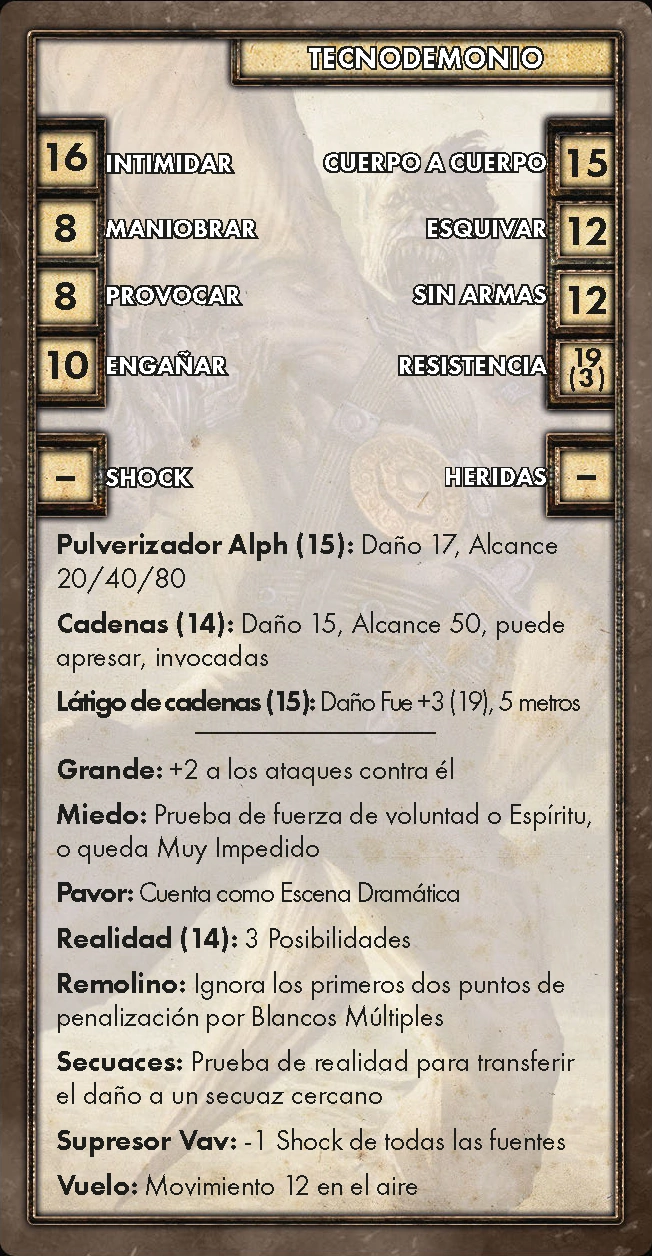 TECNODEMONIO
16 INTIMIDAR CUERPO A CUERPO 15
8 MANIOBRAR ESQUIVAR 12
8 PROVOCAR SIN ARMAS 12
10 ENGAÑAR RESISTENCIA 19 (3)
– SHOCK HERIDAS –
Pulverizador Alph (15): Daño 17, Alcance
20/40/80
Cadenas (14): Daño 15, Alcance 50, puede
apresar, invocadas
Látigo de cadenas (15): Daño Fue +3 (19), 5 metros
Grande: +2 a los ataques contra él
Miedo: Prueba de fuerza de voluntad o Espíritu,
o queda Muy Impedido
Pavor: Cuenta como Escena Dramática
Realidad (14): 3 Posibilidades
Remolino: Ignora los primeros dos puntos de
penalización por Blancos Múltiples
Secuaces: Prueba de realidad para transferir
el daño a un secuaz cercano
Supresor Vav: -1 Shock de todas las fuentes
Vuelo: Movimiento 12 en el aire